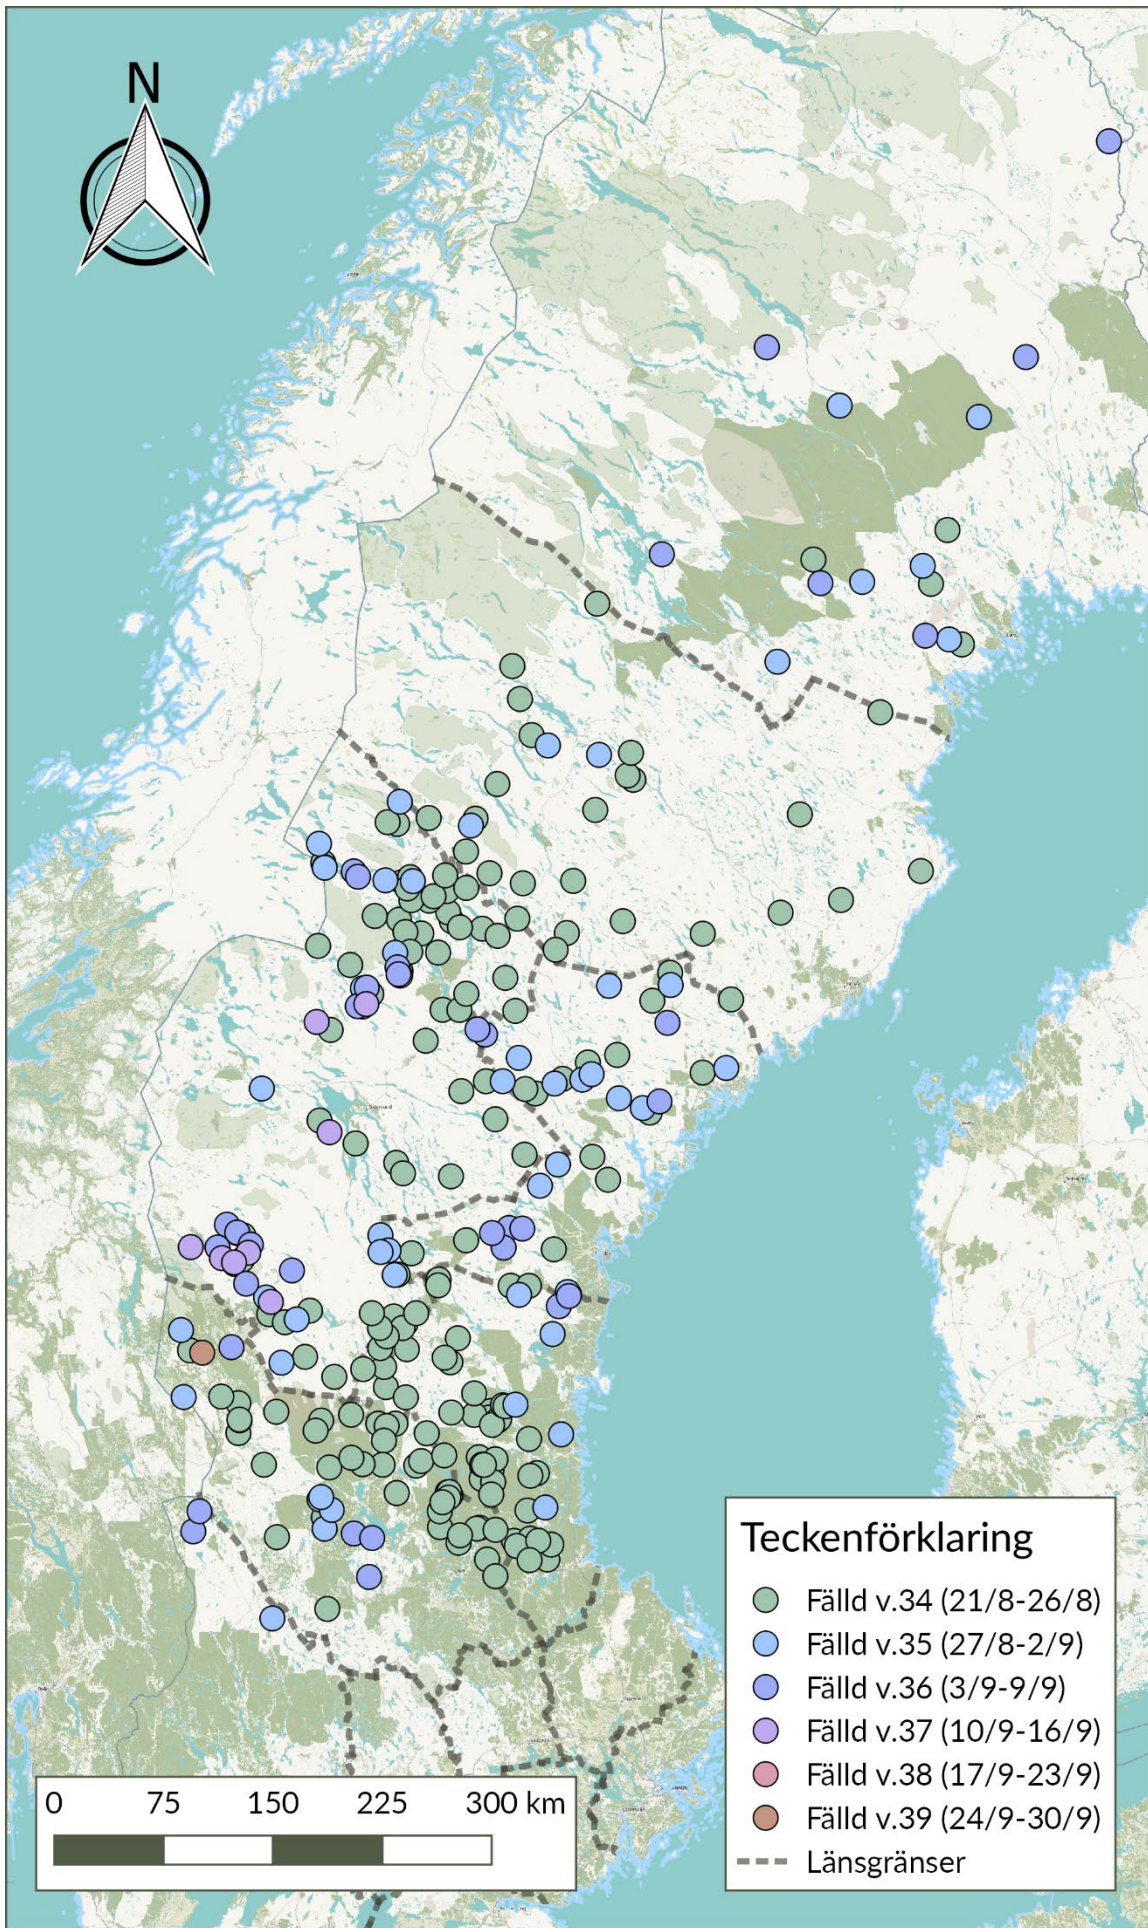 N
Teckenförklaring
Fälld v.34 (21/8-26/8)
Fälld v.35 (27/8-2/9)
Fälld v.36 (3/9-9/9)
Fälld v.37 (10/9-16/9)
Fälld v.38 (17/9-23/9)
Fälld v.39 (24/9-30/9)
Länsgränser
0 75 150 225 300 km